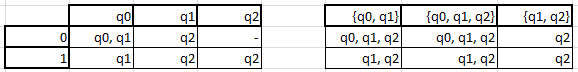 q0 q1 q2 {q0, q1} {q0, q1, q2} {q1, q2}
0 q0, q1 q2 - q0, q1, q2 q0, q1, q2 q2
1 q1 q2 q2 q1, q2 q1, q2 q2